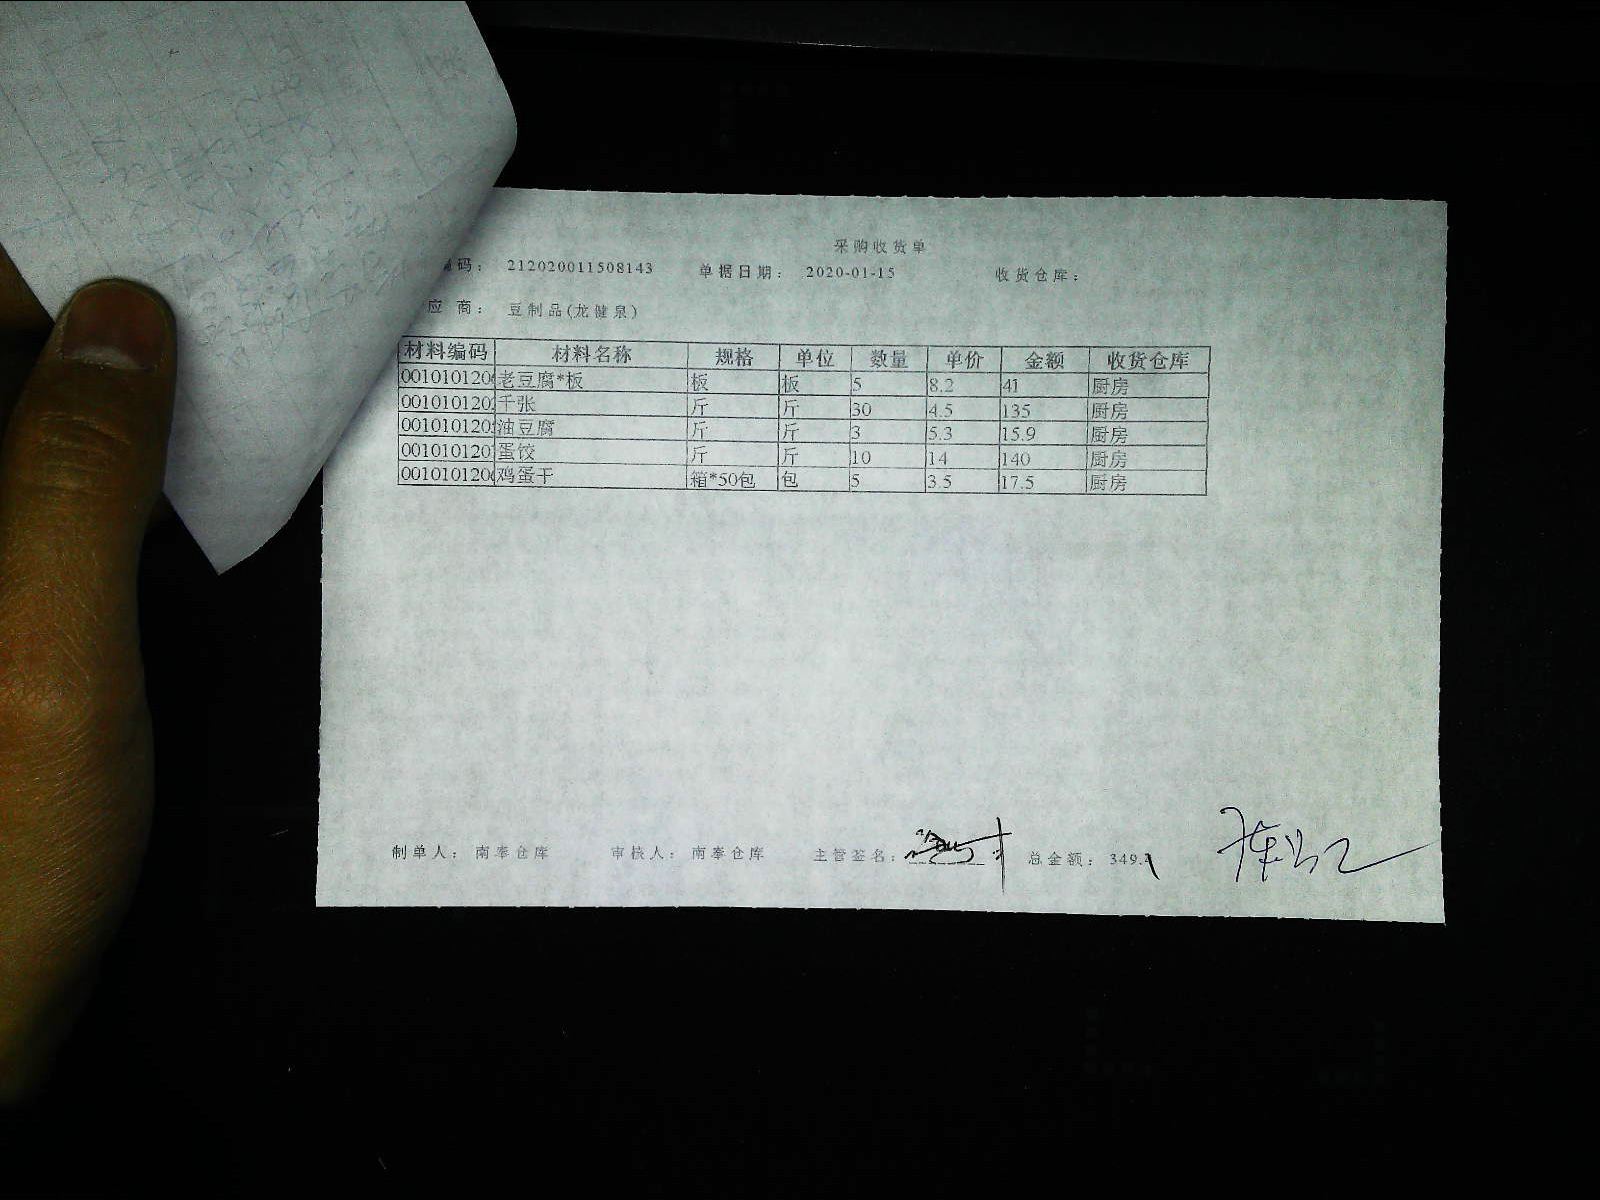 采购收货单
编码： 212020011508143 单据日期： 2020-01-15 收货仓库：
应 商： 豆制品(龙健泉)
材料编码 材料名称 规格 单位 数量 单价 金额 收货仓库
0010101200 老豆腐*板 板 板 5 8.2 41 厨房
001010120 千张 斤 斤 30 4.5 135 厨房
001010120 油豆腐 斤 斤 3 5.3 15.9 厨房
001010120 蛋饺 斤 斤 10 14 140 厨房
001010120 鸡蛋干 箱*50包 包 5 3.5 17.5 厨房
制单人： 南奉仓库 审核人： 南奉仓库 主管签名： 总金额： 349.